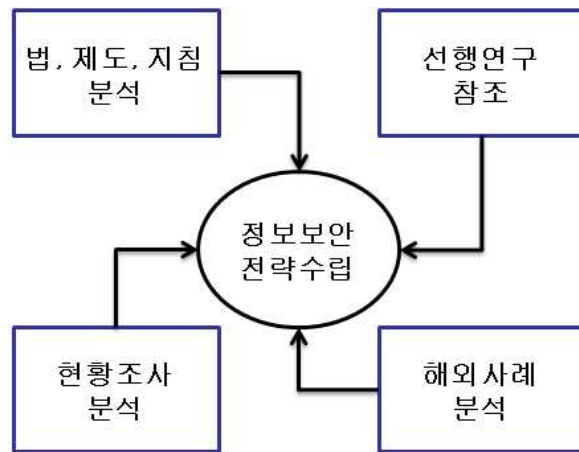 법, 제도, 지침
분석
선행연구
참조
정보보안
전략수립
현황조사
분석
해외사례
분석